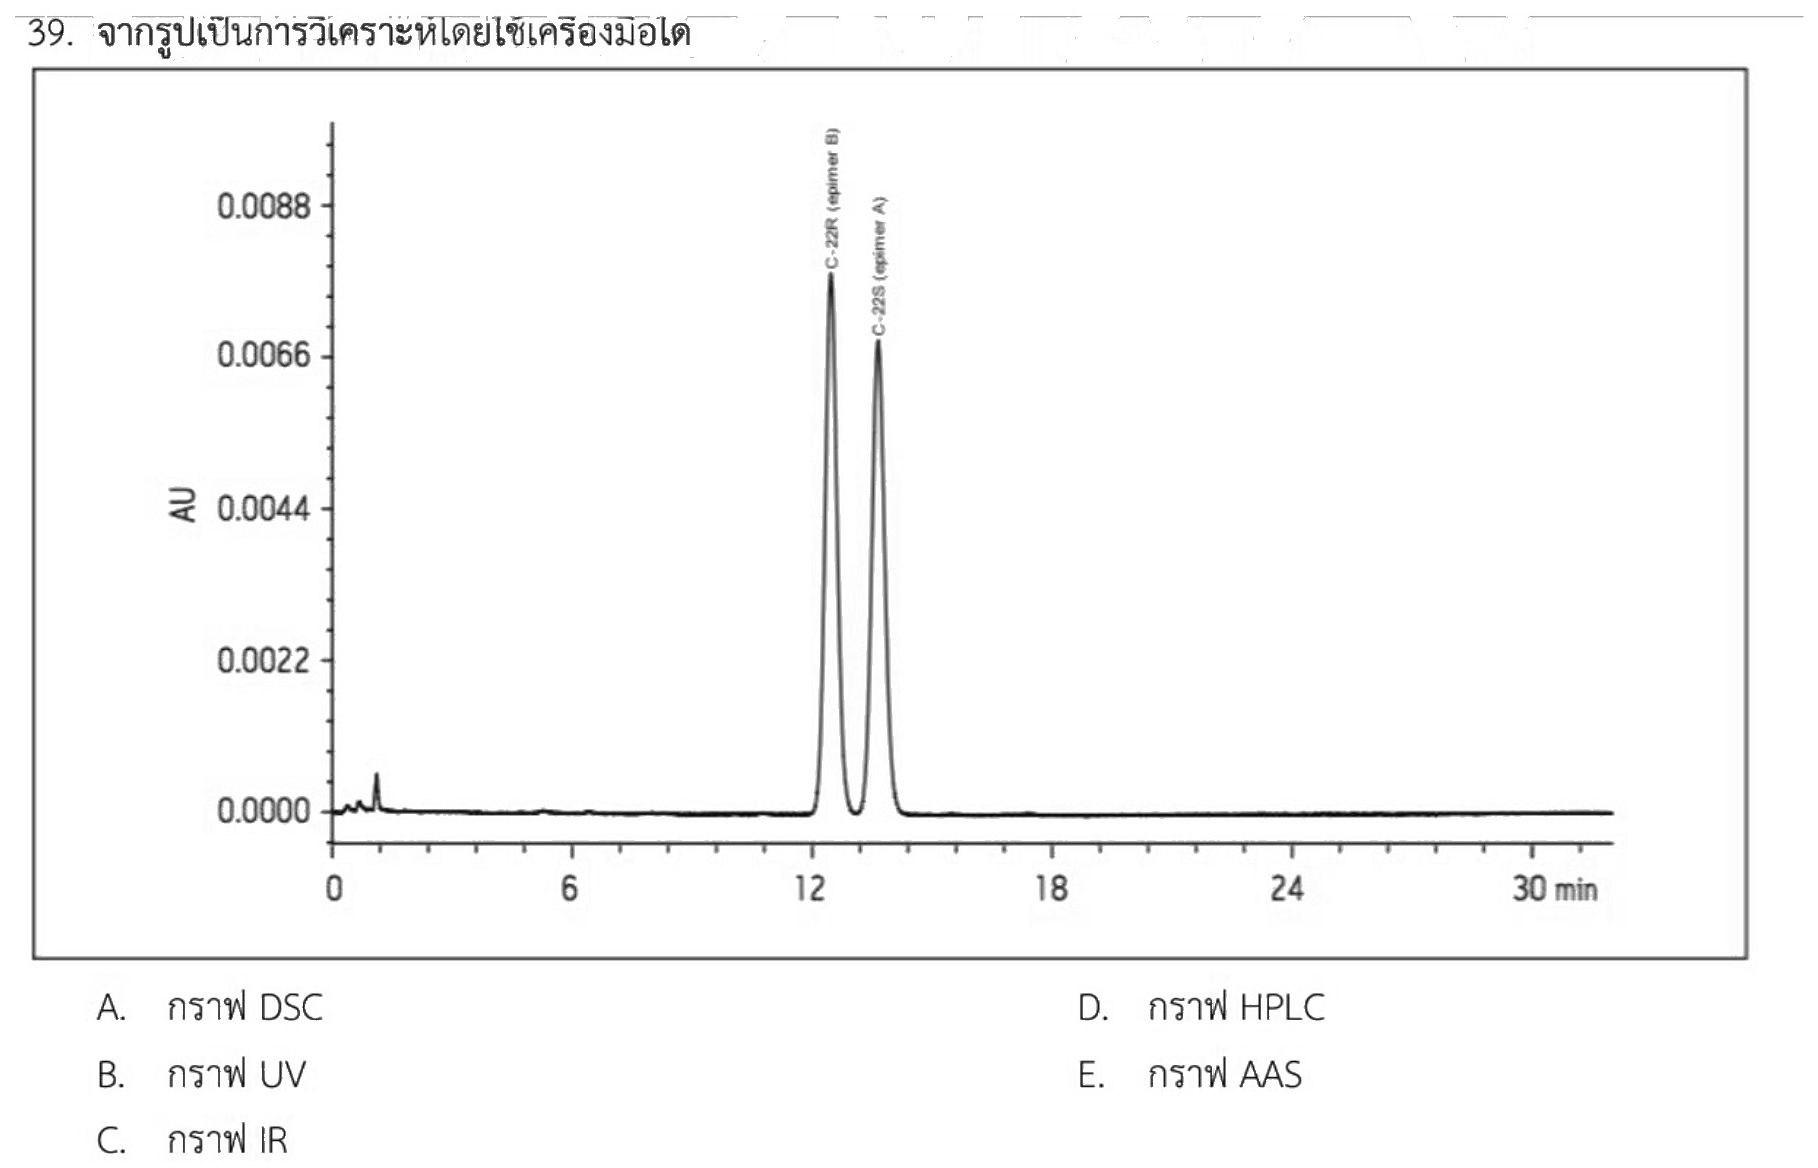 39. จากรูปเป็นการวิเคราะห์โดยใช้เครื่องมือใด
C-22R (epimer B)
C-22S (epimer A)
0.0088
0.0066
AU 0.0044
0.0022
0.0000
0 6 12 18 24 30 min
A. กราฟ DSC
D. กราฟ HPLC
B. กราฟ UV
E. กราฟ AAS
C. กราฟ IR